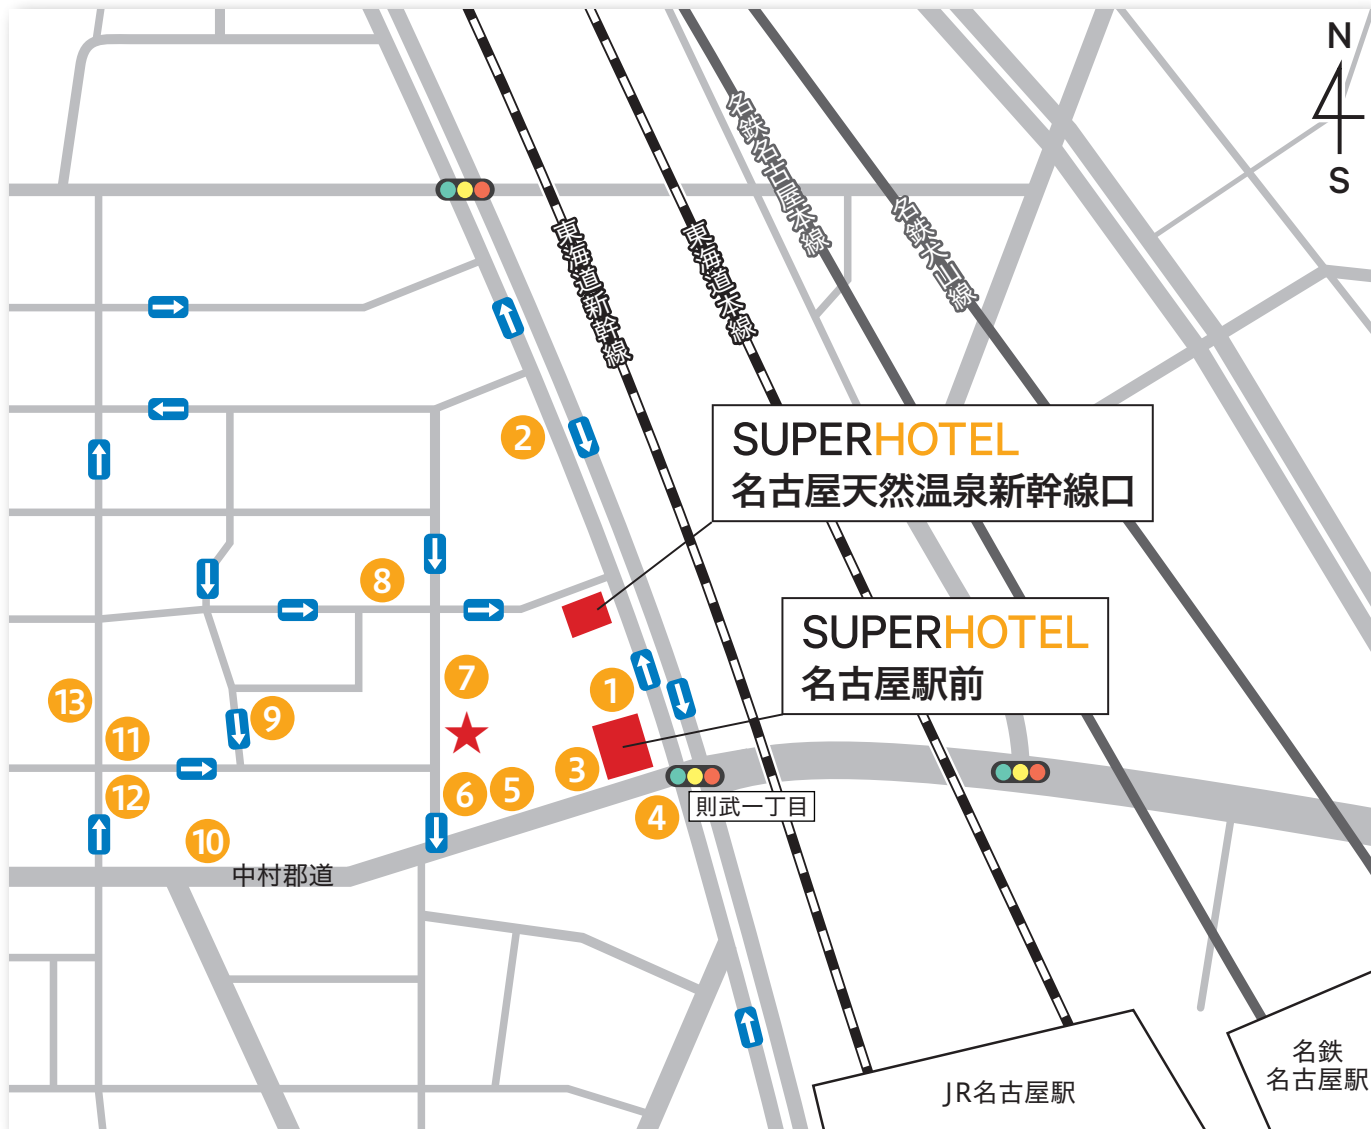 N
S
名鉄名古屋本線
名鉄犬山線
東海道新幹線
東海道本線
2
SUPERHOTEL
名古屋天然温泉新幹線口
8
SUPERHOTEL
名古屋駅前
7
1
13
9
11
3
12
6
5
4
則武一丁目
10
中村郡道
JR名古屋駅
名鉄
名古屋駅